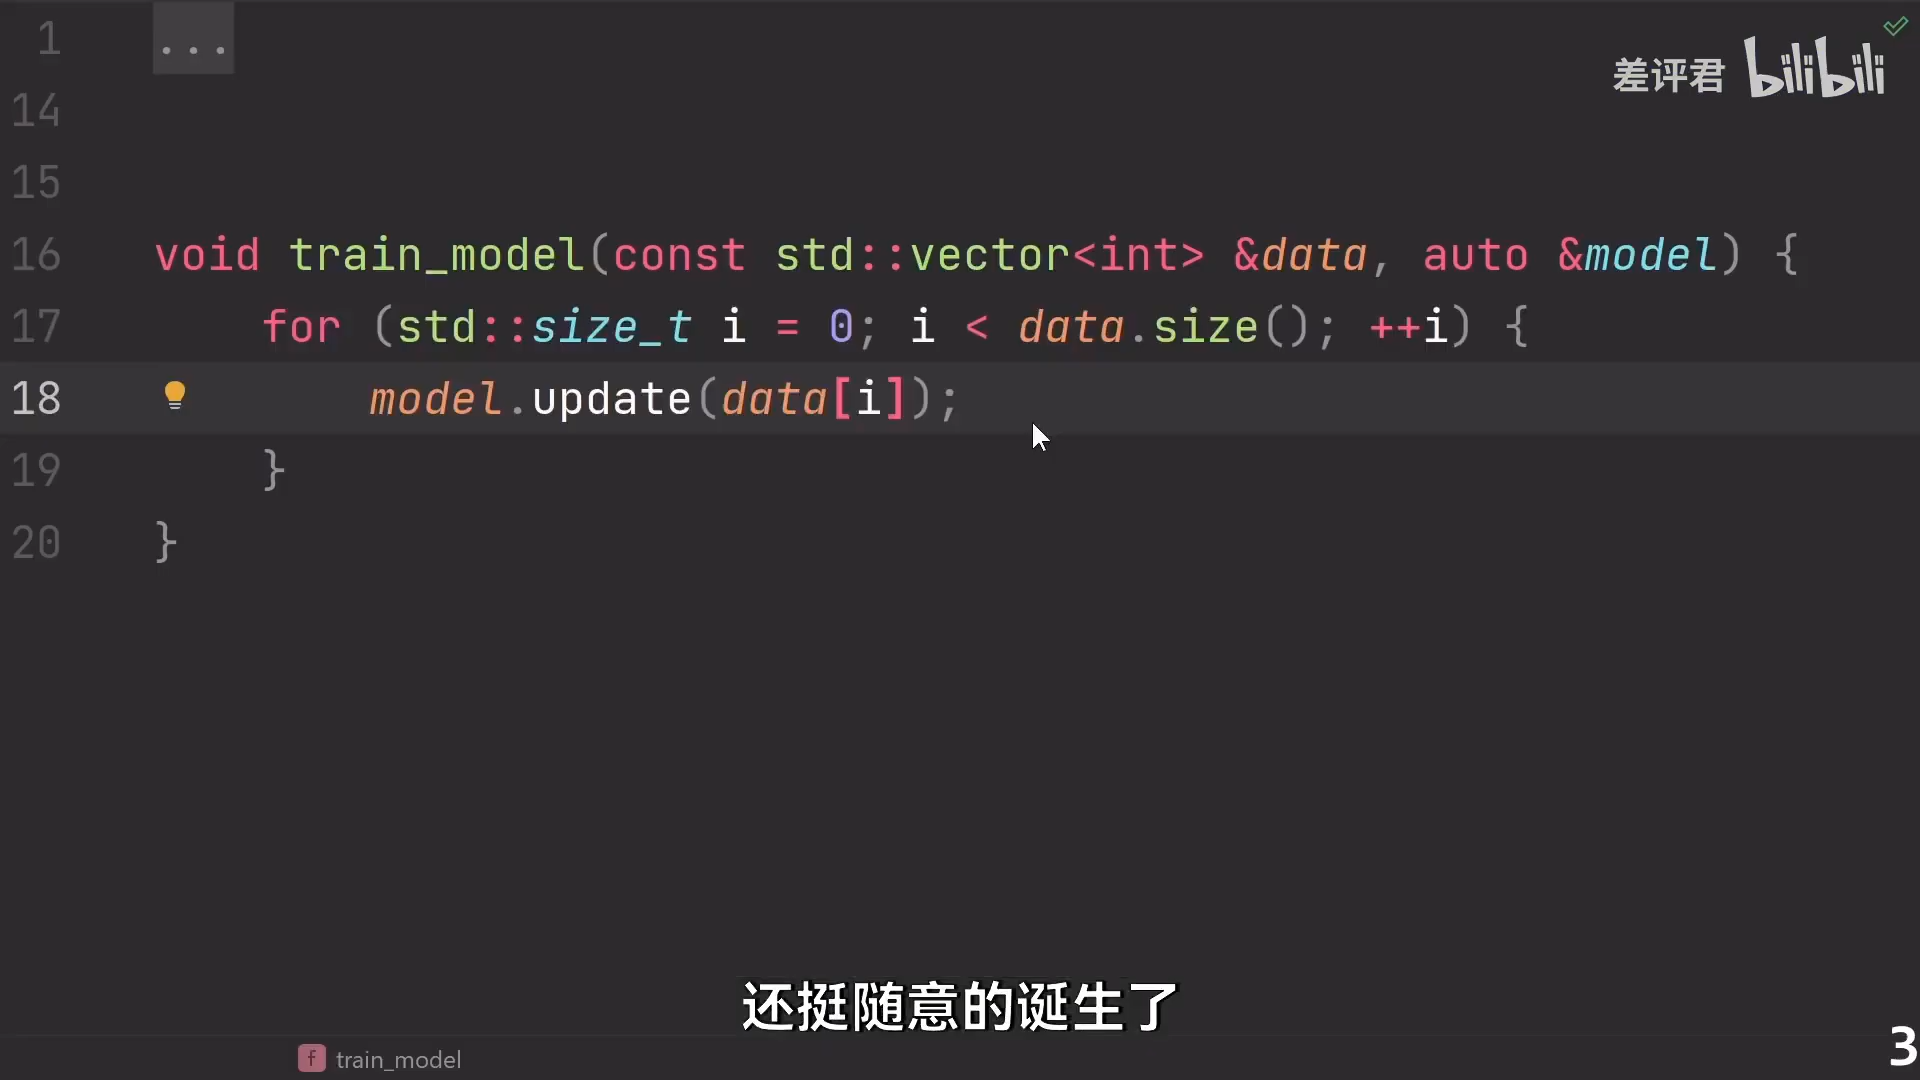 1 ...
差评君 bilibili
14
15
16 void train_model(const std::vector<int> &data, auto &model) {
17 for (std::size_t i = 0; i < data.size(); ++i) {
18 model.update(data[i]);
19 }
20 }
还挺随意的诞生了
3
f train_model